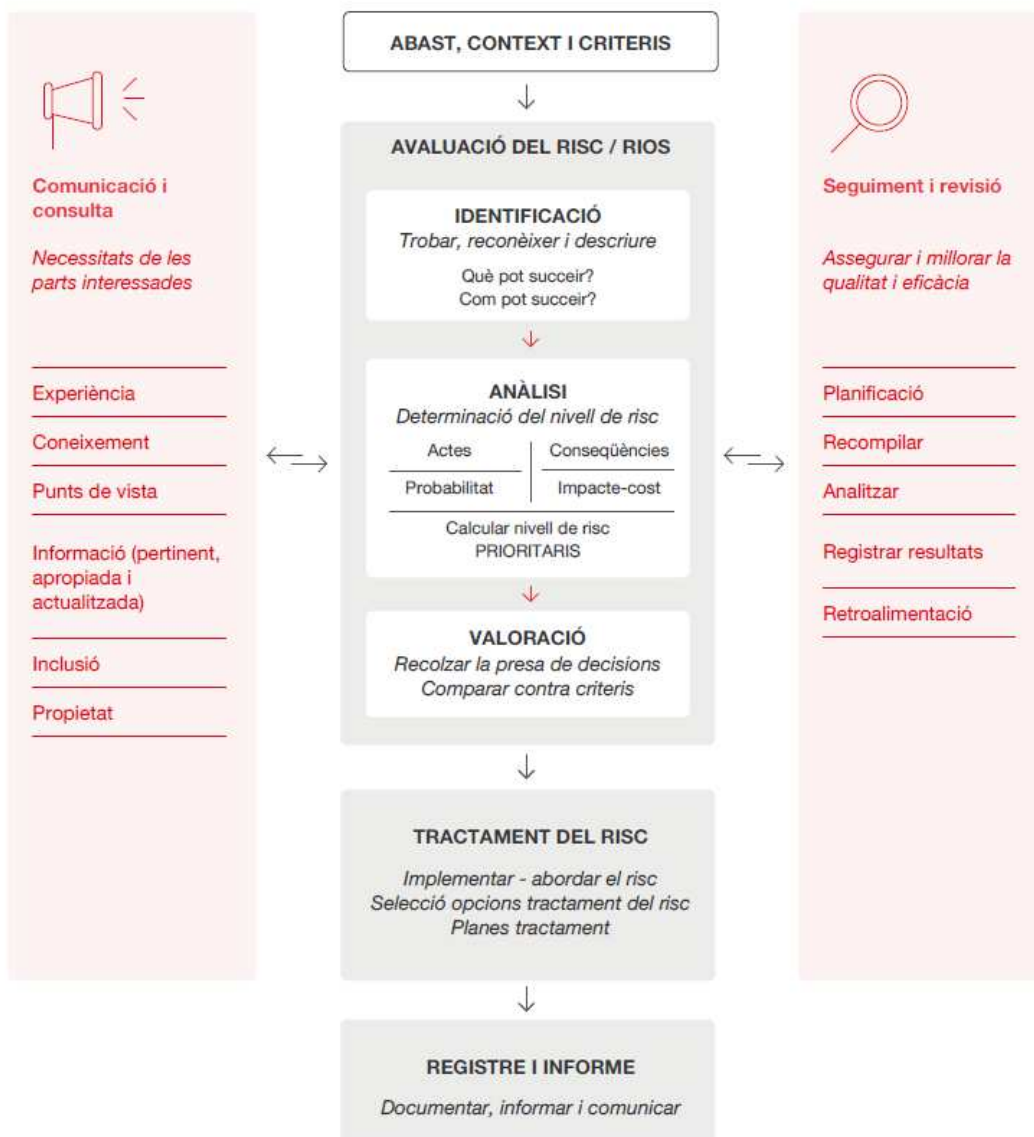 ABAST, CONTEXT I CRITERIS
Comunicació i
consulta
Necessitats de les
parts interessades
Experiència
Coneixement
Punts de vista
Informació (pertinent,
apropiada i
actualitzada)
Inclusió
Propietat
AVALUACIÓ DEL RISC / RIOS
IDENTIFICACIÓ
Trobar, reconèixer i descriure
Què pot succeir?
Com pot succeir?
ANÀLISI
Determinació del nivell de risc
Actes
Conseqüències
Probabilitat
Impacte-cost
Calcular nivell de risc
PRIORITARIS
VALORACIÓ
Recolzar la presa de decisions
Comparar contra criteris
TRACTAMENT DEL RISC
Implementar - abordar el risc
Selecció opcions tractament del risc
Planes tractament
REGISTRE I INFORME
Documentar, informar i comunicar
Seguiment i revisió
Assegurar i millorar la
qualitat i eficàcia
Planificació
Recompilar
Analitzar
Registrar resultats
Retroalimentació